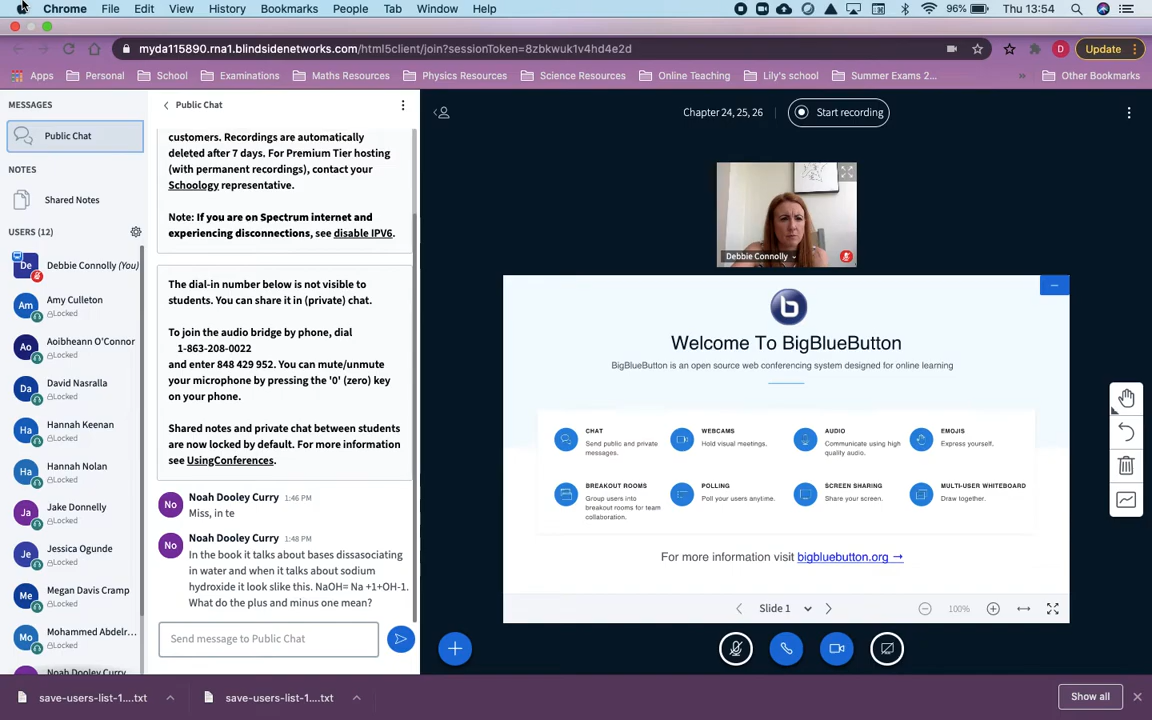 Chrome File Edit View History Bookmarks People Tab Window Help 96% Thu 13:54
myda115890.rna1.blindsidenetworks.com/html5client/join?sessionToken=8zbkwuk1v4hd4e2d D Update
Apps Personal School Examinations Maths Resources Physics Resources Science Resources Online Teaching Lily's school Summer Exams 2... » Other Bookmarks
MESSAGES
Public Chat
NOTES
Shared Notes
USERS (12)
De Debbie Connolly (You)
Am Amy Culleton
Locked
Ao Aoibheann O'Connor
Locked
Da David Nasralla
Locked
Ha Hannah Keenan
Locked
Ha Hannah Nolan
Locked
Ja Jake Donnelly
Locked
Je Jessica Ogunde
Locked
Me Megan Davis Cramp
Locked
Mo Mohammed Abdelr...
Locked
Noah Dooley Curry
Public Chat
customers. Recordings are automatically
deleted after 7 days. For Premium Tier hosting
(with permanent recordings), contact your
Schoology representative.
Note: If you are on Spectrum internet and
experiencing disconnections, see disable IPV6.
The dial-in number below is not visible to
students. You can share it in (private) chat.
To join the audio bridge by phone, dial
1-863-208-0022
and enter 848 429 952. You can mute/unmute
your microphone by pressing the '0' (zero) key
on your phone.
Shared notes and private chat between students
are now locked by default. For more information
see UsingConferences.
No Noah Dooley Curry 1:46 PM
Miss, in te
No Noah Dooley Curry 1:48 PM
In the book it talks about bases dissasociating
in water and when it talks about sodium
hydroxide it look slike this. NaOH= Na +1+OH-1.
What do the plus and minus one mean?
Send message to Public Chat
Chapter 24, 25, 26 Start recording
Debbie Connolly
b
Welcome To BigBlueButton
BigBlueButton is an open source web conferencing system designed for online learning
CHAT
Send public and private
messages.
WEBCAMS
Hold visual meetings.
AUDIO
Communicate using high
quality audio.
EMOJIS
Express yourself.
BREAKOUT ROOMS
Group users into
breakout rooms for team
collaboration.
POLLING
Poll your users anytime.
SCREEN SHARING
Share your screen.
MULTI-USER WHITEBOARD
Draw together.
For more information visit bigbluebutton.org →
Slide 1 100%
save-users-list-1....txt save-users-list-1....txt Show all